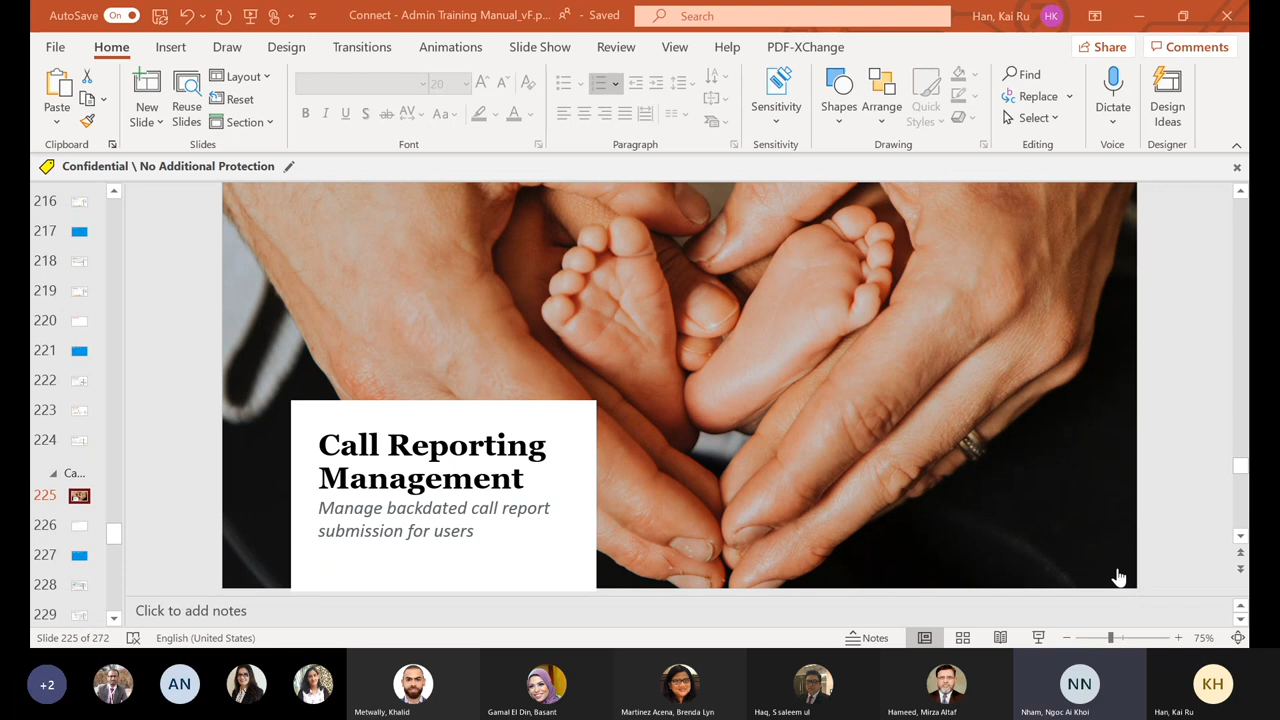 AutoSave On Connect - Admin Training Manual_vF.p... - Saved Search Han, Kai Ru HK
File Home Insert Draw Design Transitions Animations Slide Show Review View Help PDF-XChange Share Comments
Paste New Slide Reuse Slides Layout Reset Section 20 Sensitivity Shapes Arrange Quick Styles Find Replace Select Dictate Design Ideas
B I U S ab AV Aa A
Clipboard Slides Font Paragraph Sensitivity Drawing Editing Voice Designer
Confidential \ No Additional Protection
216
217
218
219
220
221
222
223
224
Ca...
225
226
227
228
229
Call Reporting
Management
Manage backdated call report
submission for users
Click to add notes
Slide 225 of 272 English (United States) Notes 75%
+2 AN NN KH
Metwally, Khalid Gamal El Din, Basant Martinez Acena, Brenda Lyn Haq, S saleem ul Hameed, Mirza Altaf Nham, Ngoc Ai Khoi Han, Kai Ru